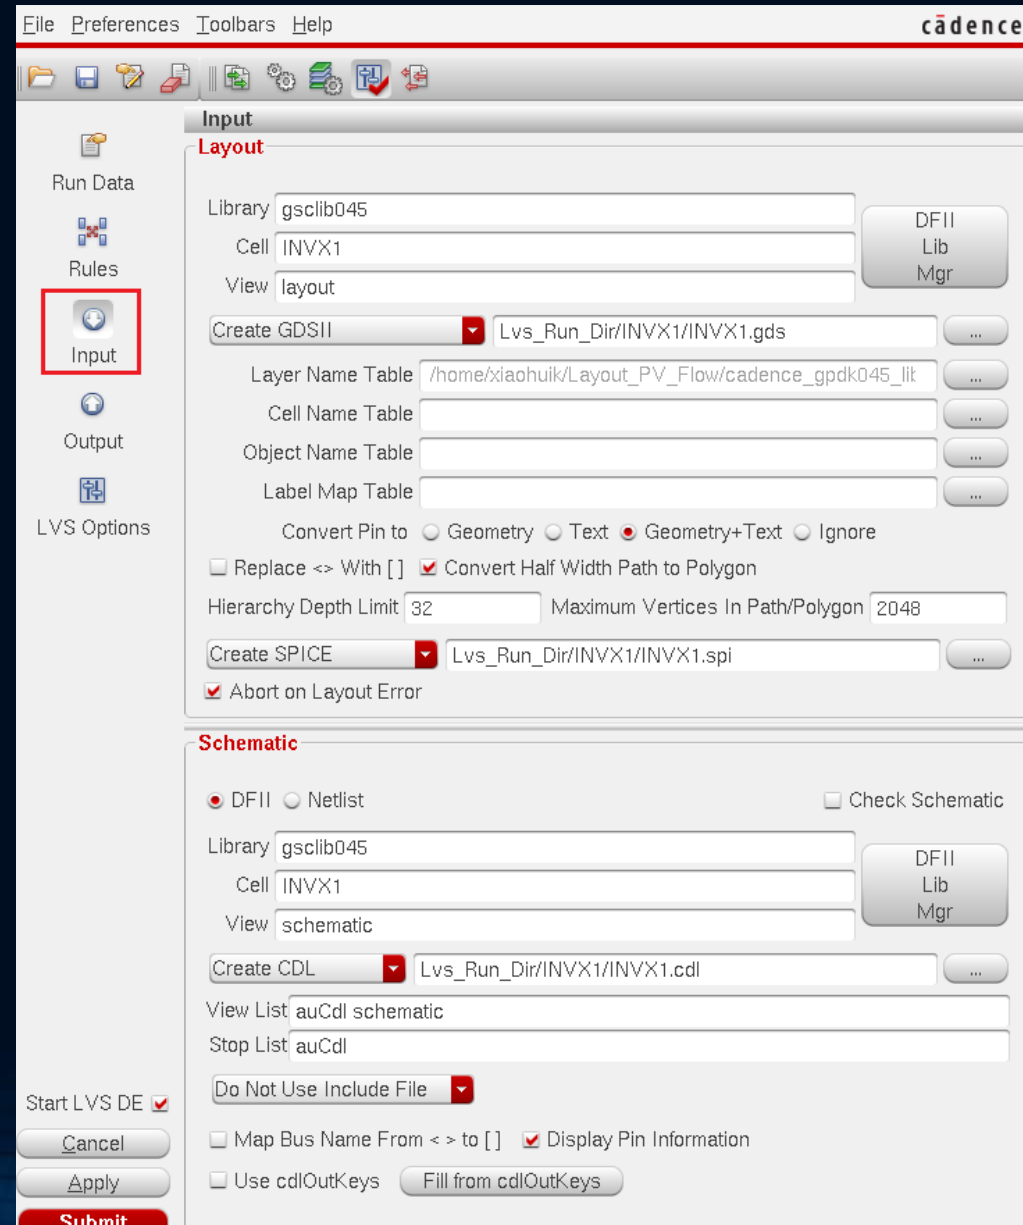 File Preferences Toolbars Help cādence
Input
Layout
Run Data
Library gsclib045
DFII
Lib
Mgr
Cell INVX1
Rules
View layout
Create GDSII Lvs_Run_Dir/INVX1/INVX1.gds ...
Input
Layer Name Table /home/xiaohuik/Layout_PV_Flow/cadence_gpdk045_lib ...
Cell Name Table ...
Output
Object Name Table ...
Label Map Table ...
LVS Options
Convert Pin to Geometry Text Geometry+Text Ignore
Replace <> With [ ] Convert Half Width Path to Polygon
Hierarchy Depth Limit 32 Maximum Vertices In Path/Polygon 2048
Create SPICE Lvs_Run_Dir/INVX1/INVX1.spi ...
Abort on Layout Error
Schematic
DFII Netlist Check Schematic
Library gsclib045
DFII
Lib
Mgr
Cell INVX1
View schematic
Create CDL Lvs_Run_Dir/INVX1/INVX1.cdl ...
View List auCdl schematic
Stop List auCdl
Do Not Use Include File
Start LVS DE
Cancel
Map Bus Name From < > to [ ] Display Pin Information
Apply
Use cdlOutKeys Fill from cdlOutKeys
Submit